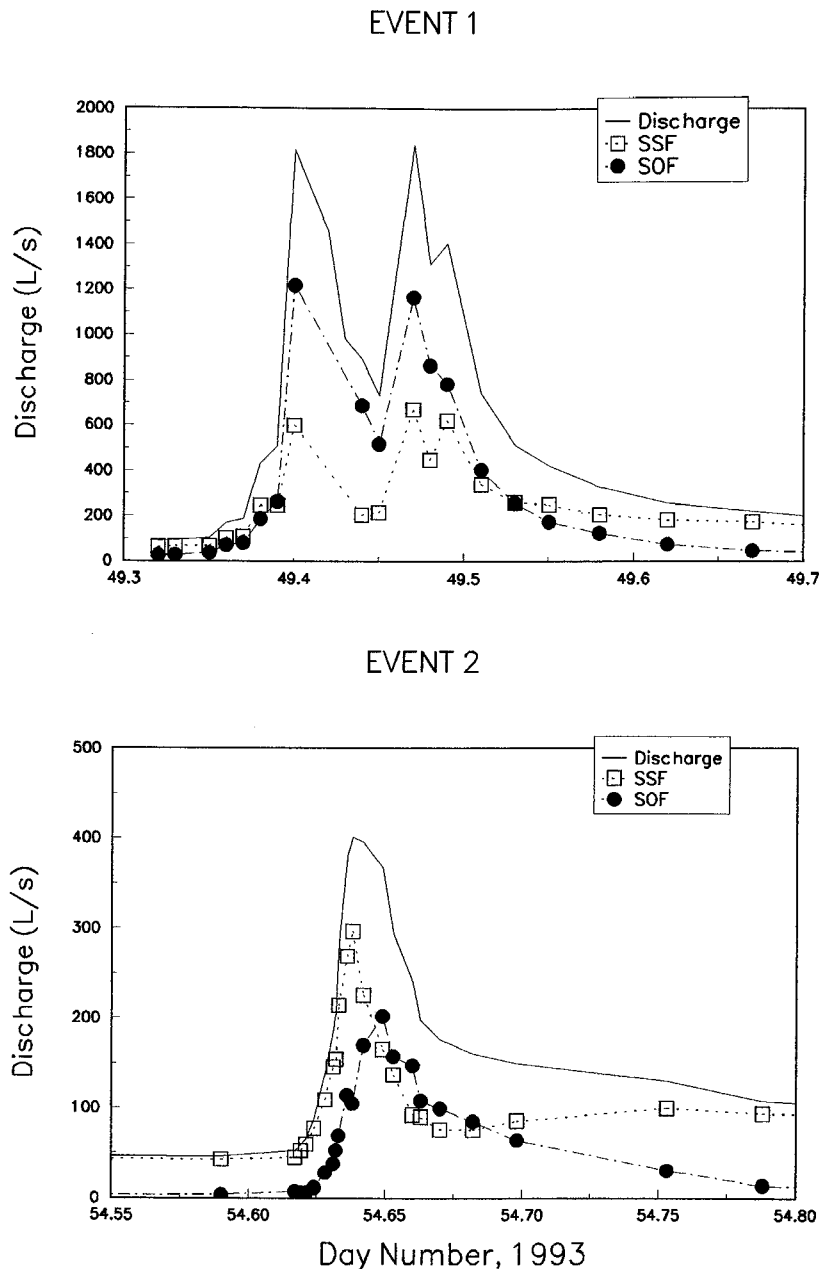 EVENT 1
2000
1800
1600
1400
1200
1000
800
600
400
200
0
Discharge (L/s)
Discharge
SSF
SOF
49.3
49.4
49.5
49.6
49.7
EVENT 2
500
400
300
200
100
0
Discharge (L/s)
Discharge
SSF
SOF
54.55
54.60
54.65
54.70
54.75
54.80
Day Number, 1993